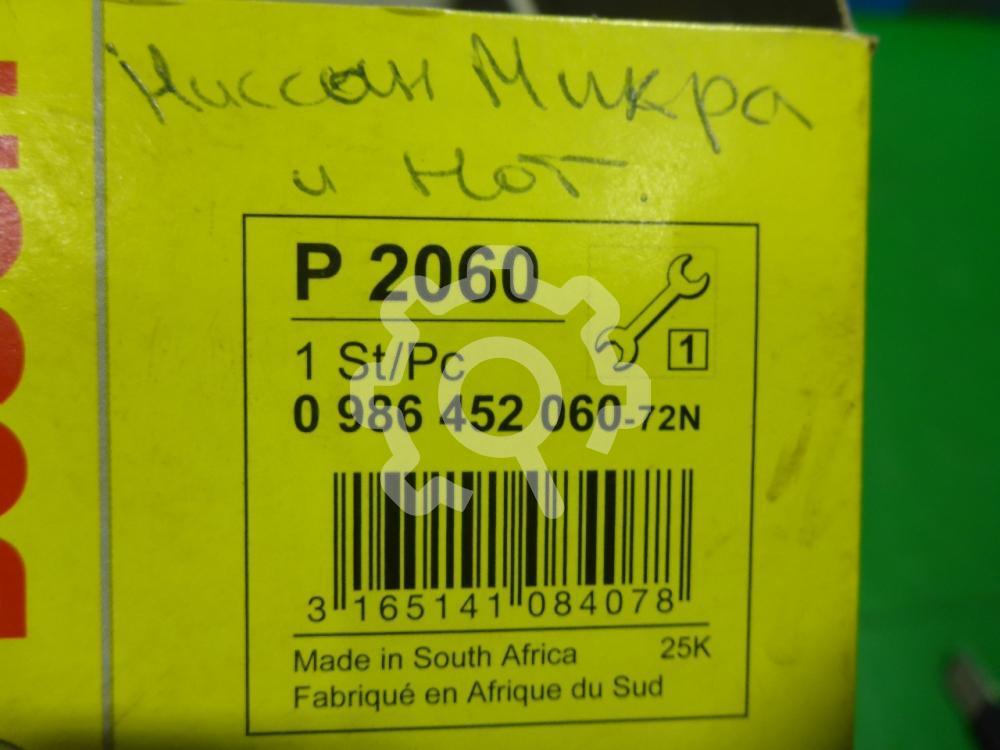 Ниссан Микра
и Нот.
P 2060
1 St/Pc
1
0 986 452 060-72N
3 165141 084078
Made in South Africa 25K
Fabriqué en Afrique du Sud